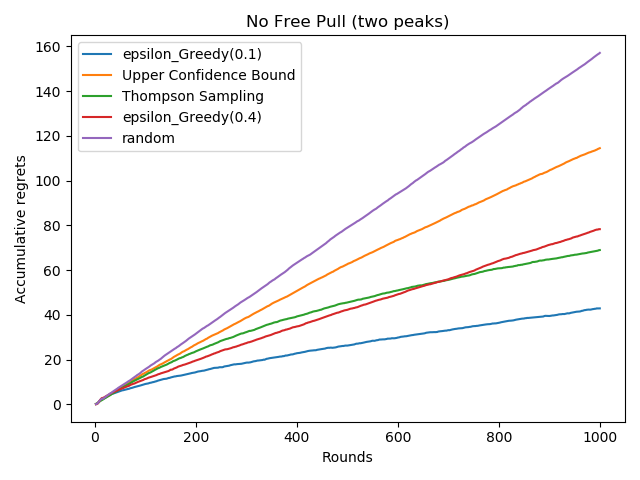 No Free Pull (two peaks)
160
140
120
100
80
60
40
20
0
Accumulative regrets
epsilon_Greedy(0.1)
Upper Confidence Bound
Thompson Sampling
epsilon_Greedy(0.4)
random
0 200 400 600 800 1000
Rounds